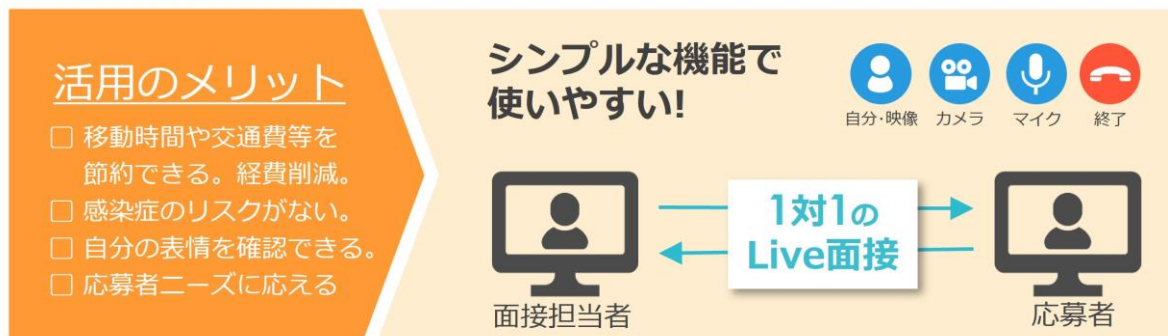 活用のメリット
□ 移動時間や交通費等を
節約できる。経費削減。
□ 感染症のリスクがない。
□ 自分の表情を確認できる。
□ 応募者ニーズに応える
シンプルな機能で
使いやすい!
自分・映像 カメラ マイク 終了
1対1の
Live面接
面接担当者 応募者